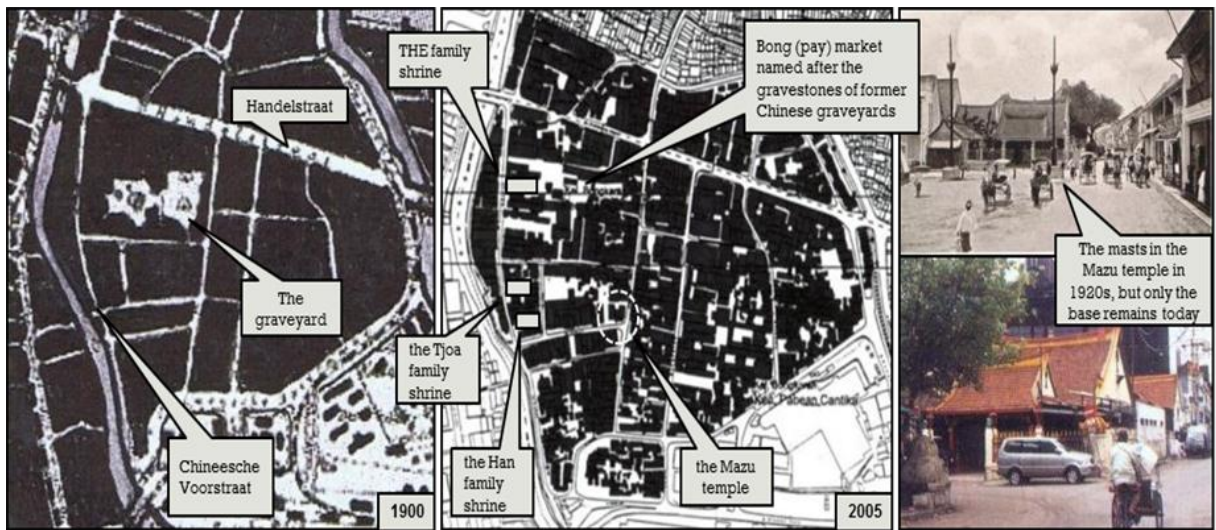 Handelstraat
The
graveyard
Chineesche
Voorstraat
1900
THE family
shrine
Bong (pay) market
named after the
gravestones of former
Chinese graveyards
the Tjoa
family
shrine
the Han
family
shrine
the Mazu
temple
2005
The masts in the
Mazu temple in
1920s, but only the
base remains today